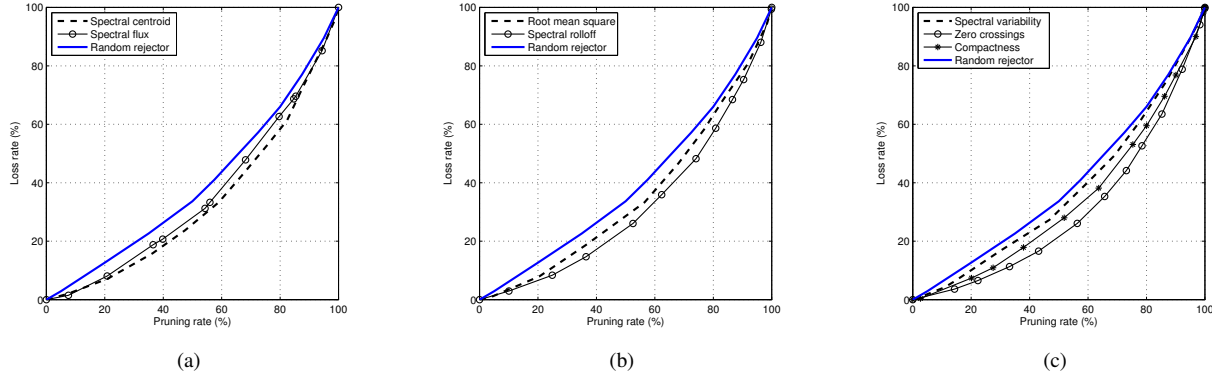 Spectral centroid
Spectral flux
Random rejector
100
80
60
40
20
0
0 20 40 60 80 100
Loss rate (%)
Pruning rate (%)
(a)
Root mean square
Spectral rolloff
Random rejector
100
80
60
40
20
0
0 20 40 60 80 100
Loss rate (%)
Pruning rate (%)
(b)
Spectral variability
Zero crossings
Compactness
Random rejector
100
80
60
40
20
0
0 20 40 60 80 100
Loss rate (%)
Pruning rate (%)
(c)